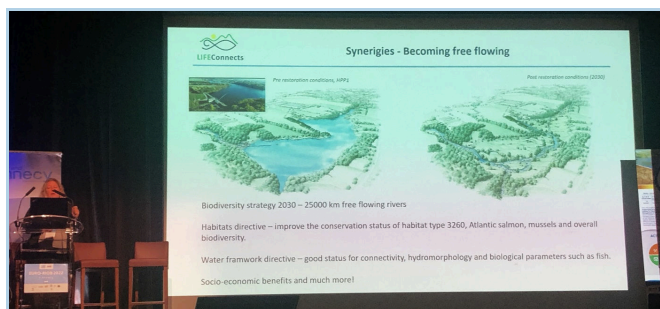 LIFEConnects
Synerigies - Becoming free flowing
Pre restoration conditions, HPP1
Post restoration conditions (2030)
Biodiversity strategy 2030 – 25000 km free flowing rivers
Habitats directive – improve the conservation status of habitat type 3260, Atlantic salmon, mussels and overall
biodiversity.
Water framwork directive – good status for connectivity, hydromorphology and biological parameters such as fish.
Socio-economic benefits and much more!